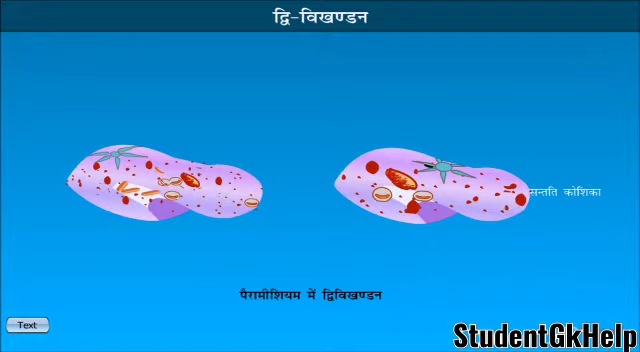 द्वि-विखण्डन
सन्तति कोशिका
पैरामीशियम में द्विविखण्डन
Text
StudentGkHelp